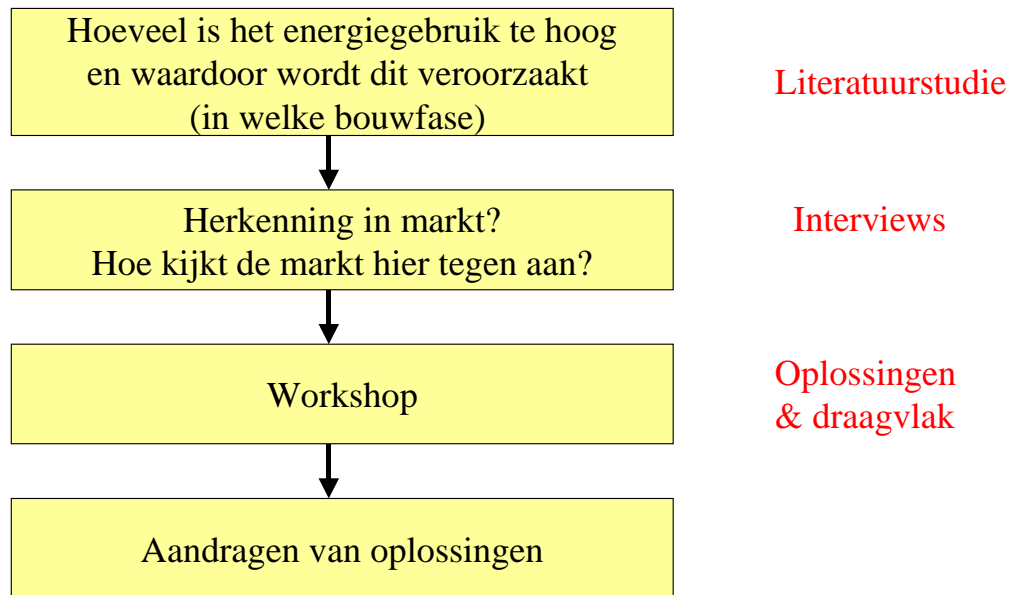 Hoeveel is het energiegebruik te hoog
en waardoor wordt dit veroorzaakt
(in welke bouwfase)
Literatuurstudie
Herkenning in markt?
Hoe kijkt de markt hier tegen aan?
Interviews
Workshop
Oplossingen
& draagvlak
Aandragen van oplossingen